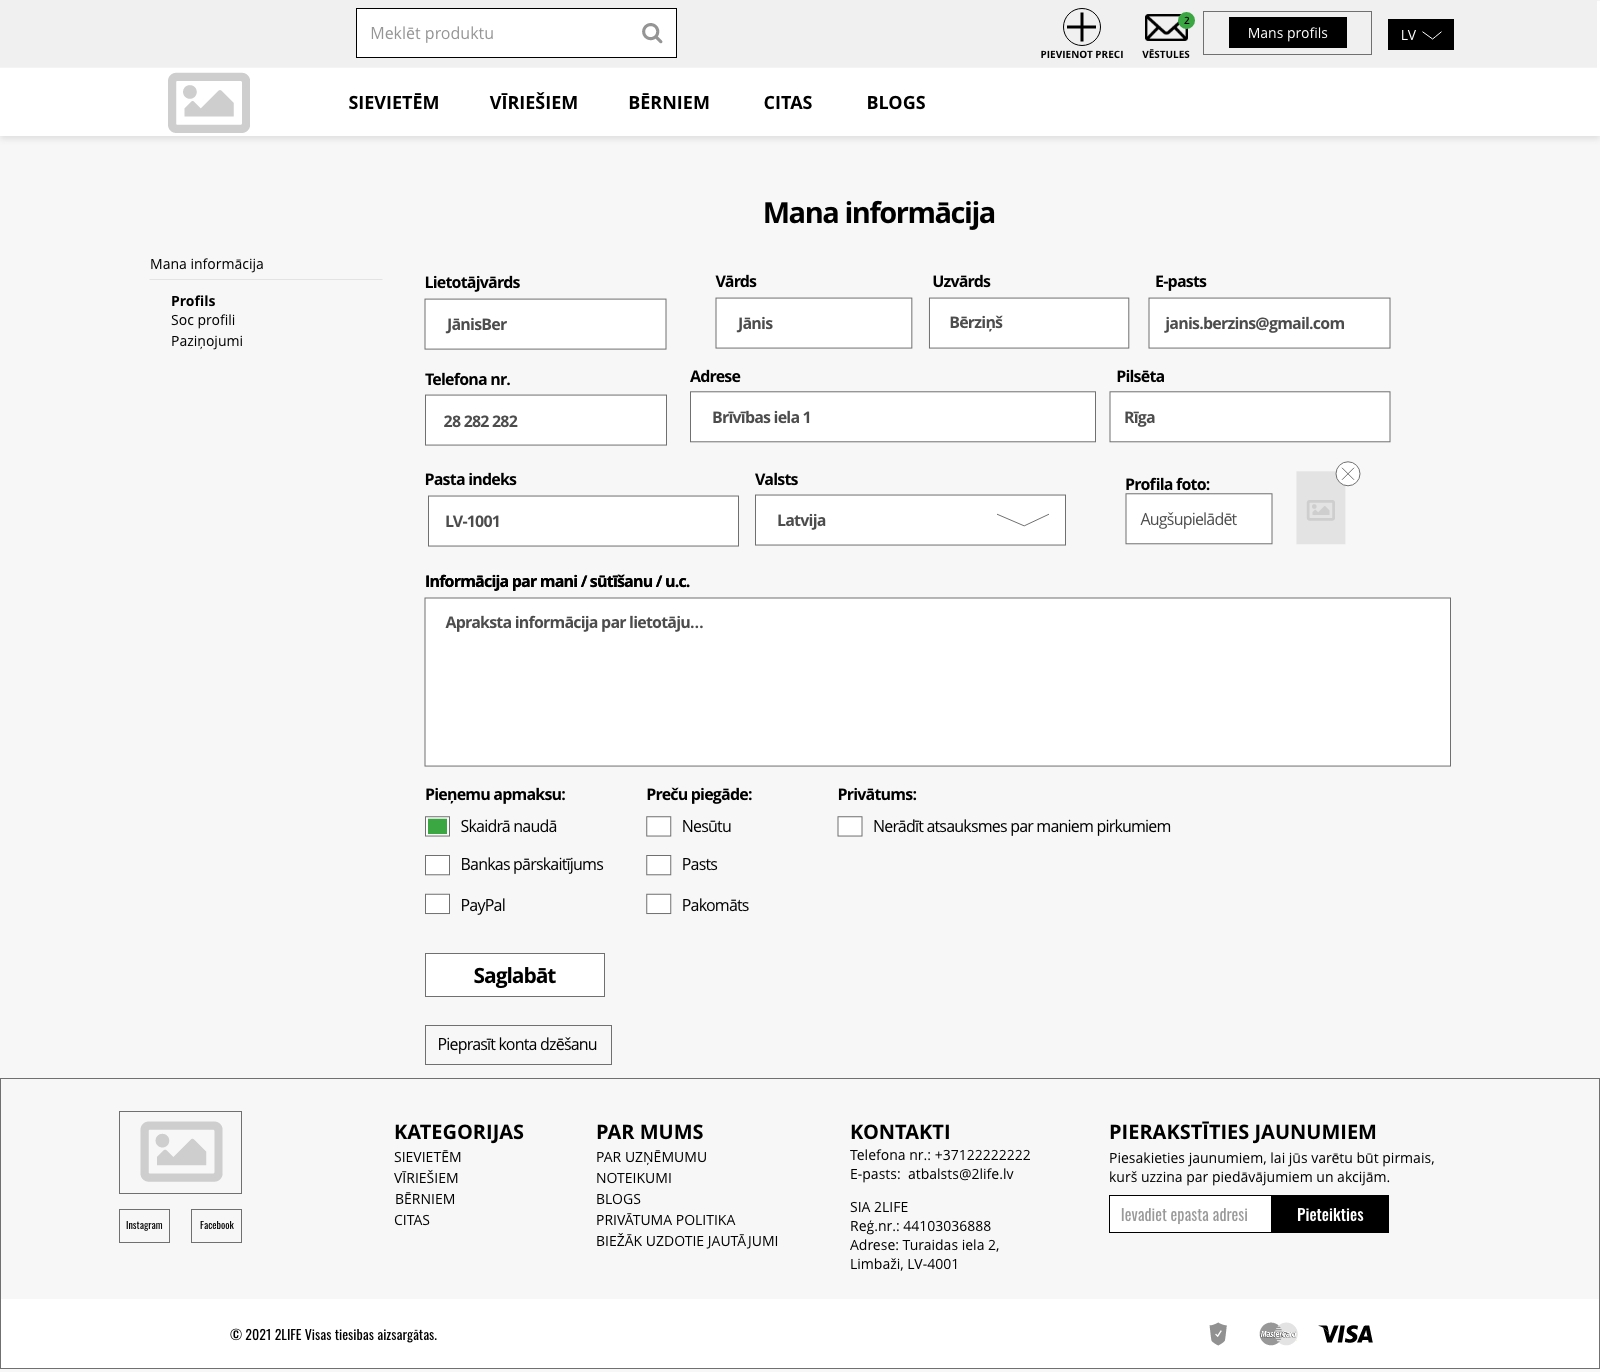 Meklēt produktu
PIEVIENOT PRECI
2
VĒSTULES
Mans profils
LV
SIEVIETĒM
VĪRIEŠIEM
BĒRNIEM
CITAS
BLOGS
Mana informācija
Mana informācija
Profils
Soc profili
Paziņojumi
Lietotājvārds
Vārds
Uzvārds
E-pasts
JānisBer
Jānis
Bērziņš
janis.berzins@gmail.com
Telefona nr.
Adrese
Pilsēta
28 282 282
Brīvības iela 1
Rīga
Pasta indeks
Valsts
Profila foto:
LV-1001
Latvija
Augšupielādēt
Informācija par mani / sūtīšanu / u.c.
Apraksta informācija par lietotāju...
Pieņemu apmaksu:
Skaidrā naudā
Bankas pārskaitījums
PayPal
Preču piegāde:
Nesūtu
Pasts
Pakomāts
Privātums:
Nerādīt atsauksmes par maniem pirkumiem
Saglabāt
Pieprasīt konta dzēšanu
Instagram
Facebook
KATEGORIJAS
SIEVIETĒM
VĪRIEŠIEM
BĒRNIEM
CITAS
PAR MUMS
PAR UZŅĒMUMU
NOTEIKUMI
BLOGS
PRIVĀTUMA POLITIKA
BIEŽĀK UZDOTIE JAUTĀJUMI
KONTAKTI
Telefona nr.: +37122222222
E-pasts: atbalsts@2life.lv
SIA 2LIFE
Reģ.nr.: 44103036888
Adrese: Turaidas iela 2,
Limbaži, LV-4001
PIERAKSTĪTIES JAUNUMIEM
Piesakieties jaunumiem, lai jūs varētu būt pirmais,
kurš uzzina par piedāvājumiem un akcijām.
Ievadiet epasta adresi
Pieteikties
© 2021 2LIFE Visas tiesibas aizsargātas.
MasterCard
VISA